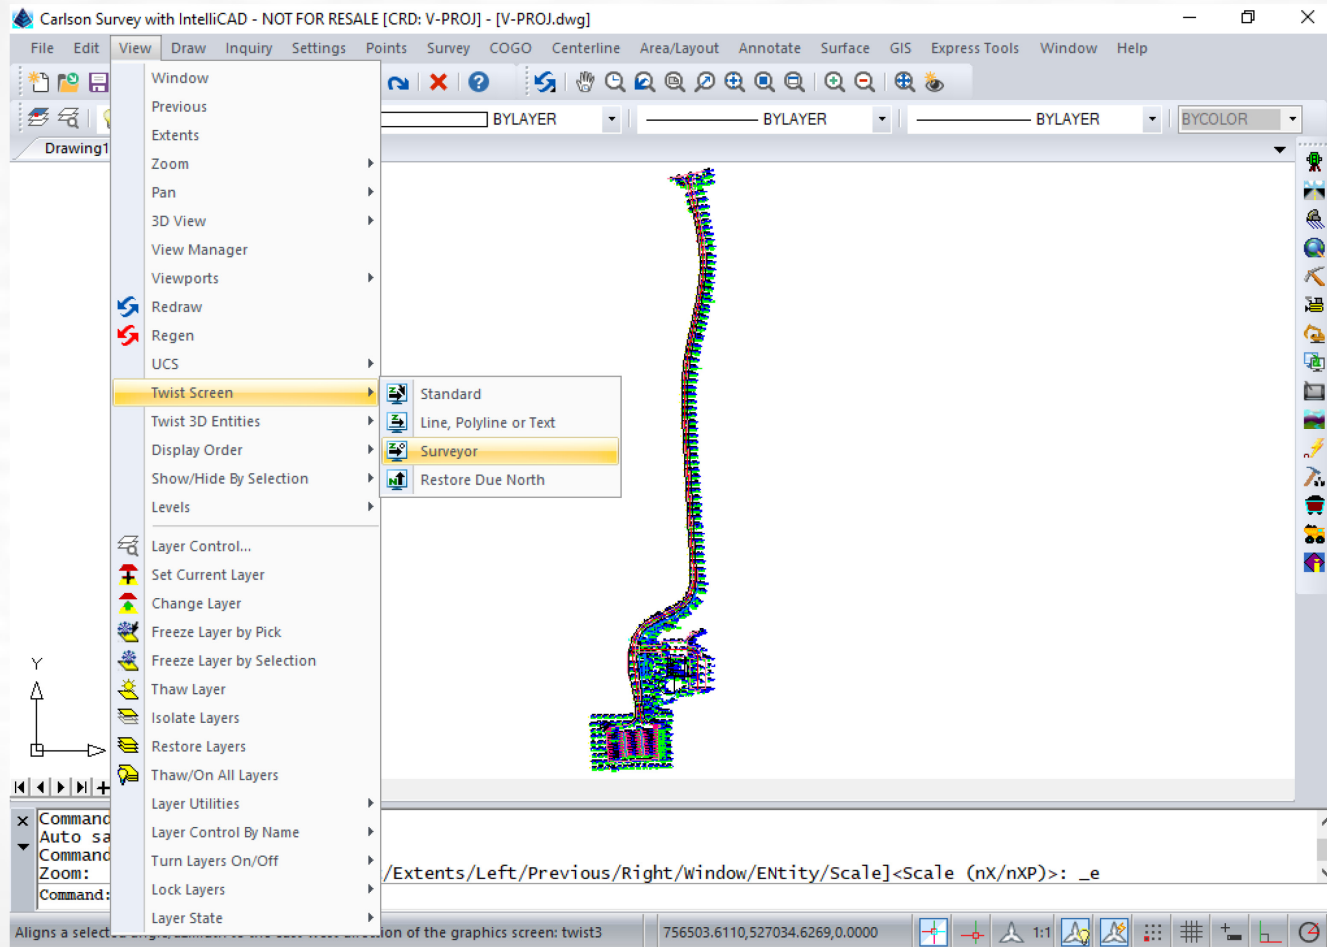 Carlson Survey with IntelliCAD - NOT FOR RESALE [CRD: V-PROJ] - [V-PROJ.dwg]
File Edit View Draw Inquiry Settings Points Survey COGO Centerline Area/Layout Annotate Surface GIS Express Tools Window Help
BYLAYER BYLAYER BYLAYER BYCOLOR
Drawing1
Window
Previous
Extents
Zoom
Pan
3D View
View Manager
Viewports
Redraw
Regen
UCS
Twist Screen
Twist 3D Entities
Display Order
Show/Hide By Selection
Levels
Layer Control...
Set Current Layer
Change Layer
Freeze Layer by Pick
Freeze Layer by Selection
Thaw Layer
Isolate Layers
Restore Layers
Thaw/On All Layers
Layer Utilities
Layer Control By Name
Turn Layers On/Off
Lock Layers
Layer State
Standard
Line, Polyline or Text
Surveyor
Restore Due North
Y
Command
Auto sa
Command
Zoom: /Extents/Left/Previous/Right/Window/ENtity/Scale]<Scale (nX/nXP)>: _e
Command:
Aligns a selected ion of the graphics screen: twist3 756503.6110,527034.6269,0.0000 1:1